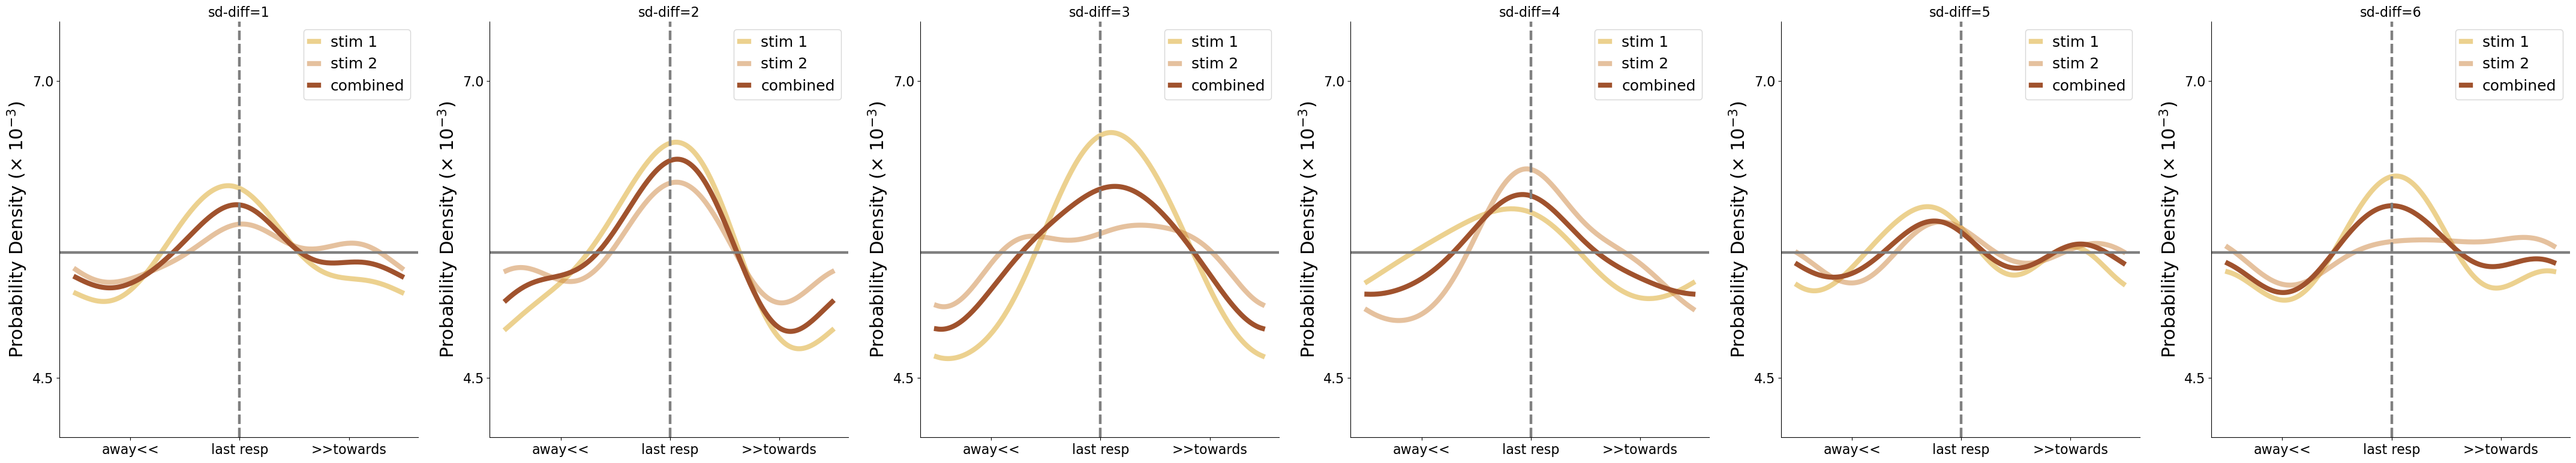 sd-diff=1
Probability Density (× 10⁻³)
7.0
4.5
stim 1
stim 2
combined
away<<
last resp
>>towards
sd-diff=2
Probability Density (× 10⁻³)
7.0
4.5
stim 1
stim 2
combined
away<<
last resp
>>towards
sd-diff=3
Probability Density (× 10⁻³)
7.0
4.5
stim 1
stim 2
combined
away<<
last resp
>>towards
sd-diff=4
Probability Density (× 10⁻³)
7.0
4.5
stim 1
stim 2
combined
away<<
last resp
>>towards
sd-diff=5
Probability Density (× 10⁻³)
7.0
4.5
stim 1
stim 2
combined
away<<
last resp
>>towards
sd-diff=6
Probability Density (× 10⁻³)
7.0
4.5
stim 1
stim 2
combined
away<<
last resp
>>towards